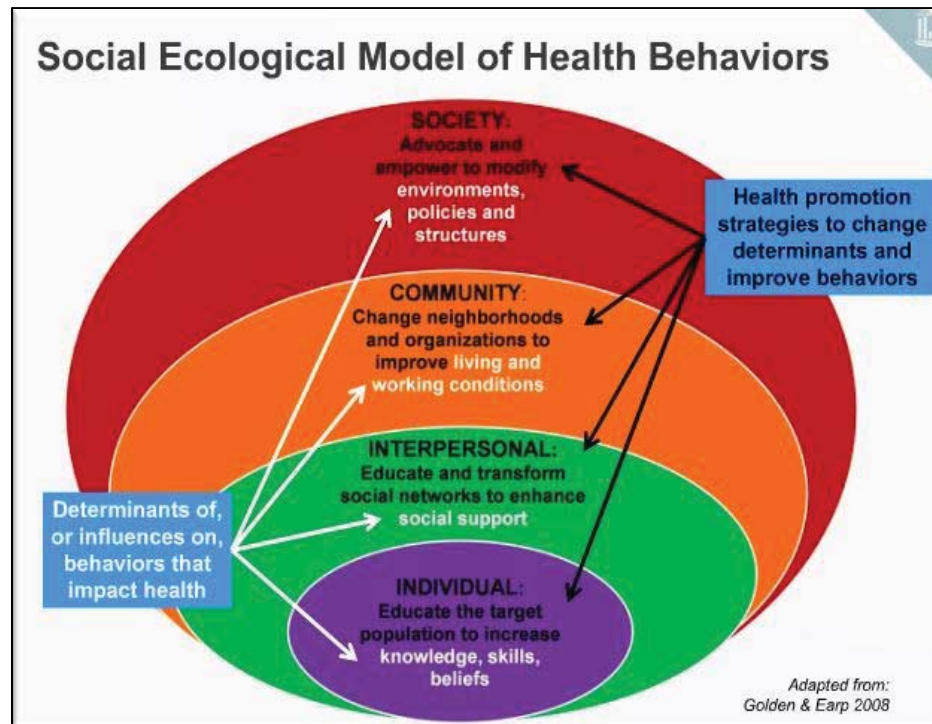 Social Ecological Model of Health Behaviors
SOCIETY:
Advocate and
empower to modify
environments,
policies and
structures
Health promotion
strategies to change
determinants and
improve behaviors
COMMUNITY:
Change neighborhoods
and organizations to
improve living and
working conditions
INTERPERSONAL:
Educate and transform
social networks to enhance
social support
Determinants of,
or influences on,
behaviors that
impact health
INDIVIDUAL:
Educate the target
population to increase
knowledge, skills,
beliefs
Adapted from:
Golden & Earp 2008